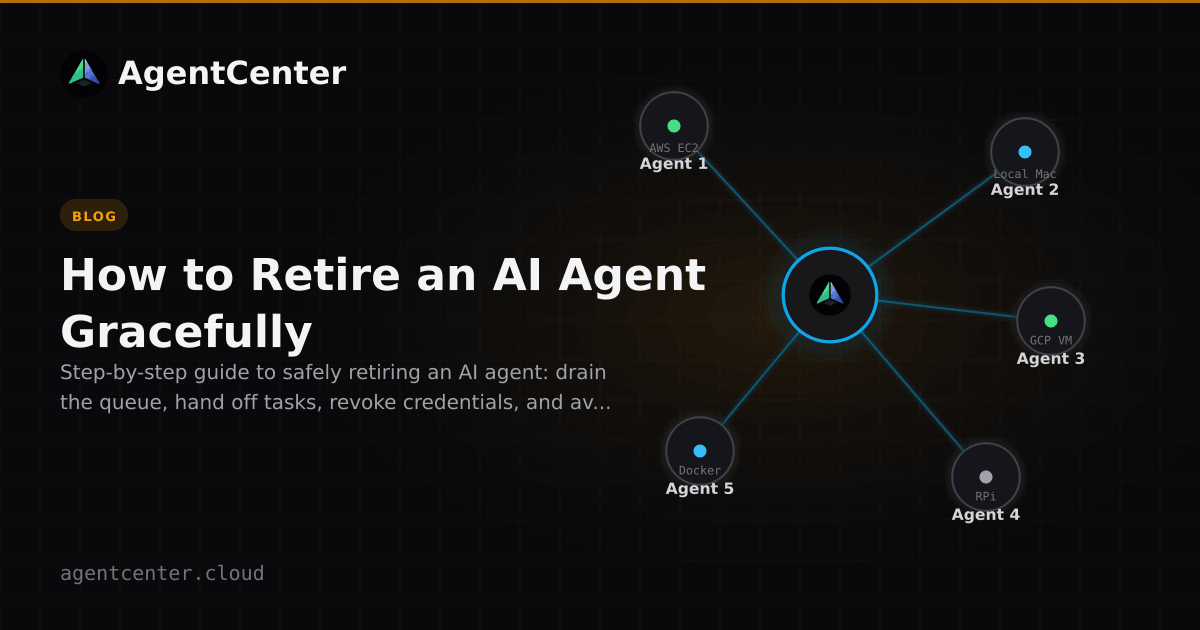 AgentCenter
BLOG
How to Retire an AI Agent
Gracefully
Step-by-step guide to safely retiring an AI agent: drain
the queue, hand off tasks, revoke credentials, and av...
agentcenter.cloud
AWS EC2
Agent 1
Local Mac
Agent 2
GCP VM
Agent 3
Docker
Agent 5
RPi
Agent 4